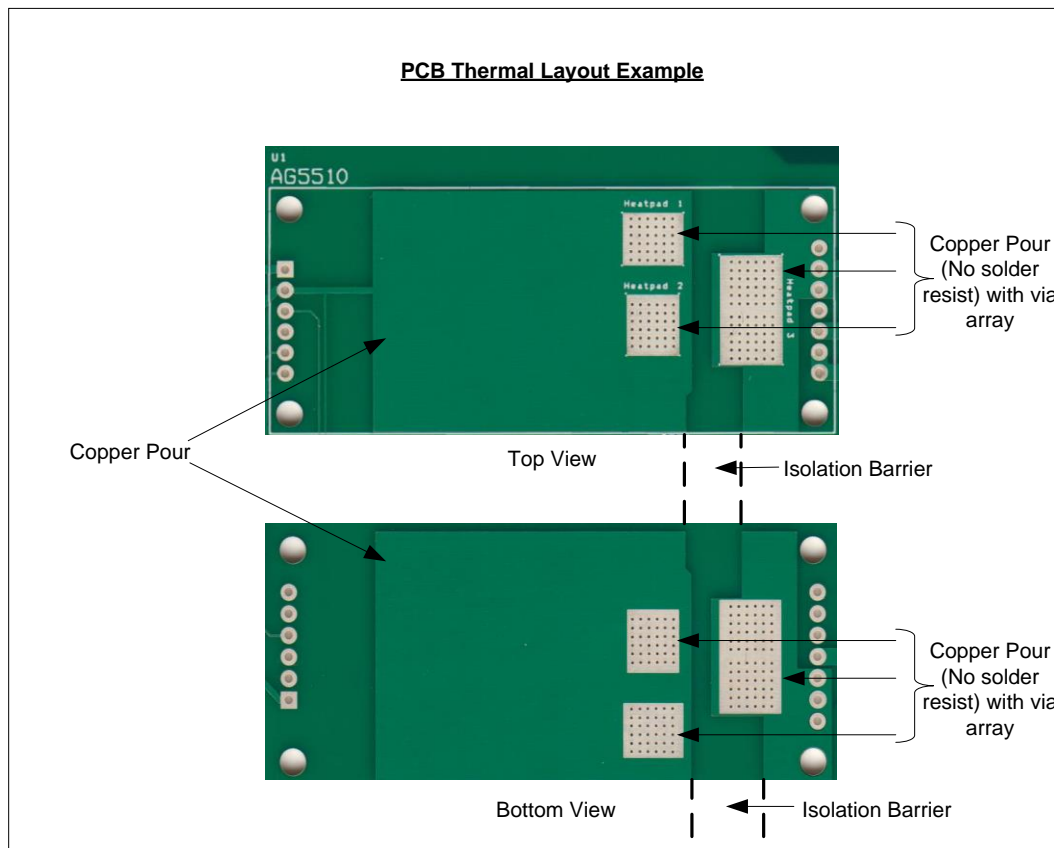 PCB Thermal Layout Example
U1
AG5510
Heatpad 1
Heatpad 2
Heatpad 3
Copper Pour
(No solder
resist) with via
array
Copper Pour
Top View
Isolation Barrier
Copper Pour
(No solder
resist) with via
array
Bottom View
Isolation Barrier